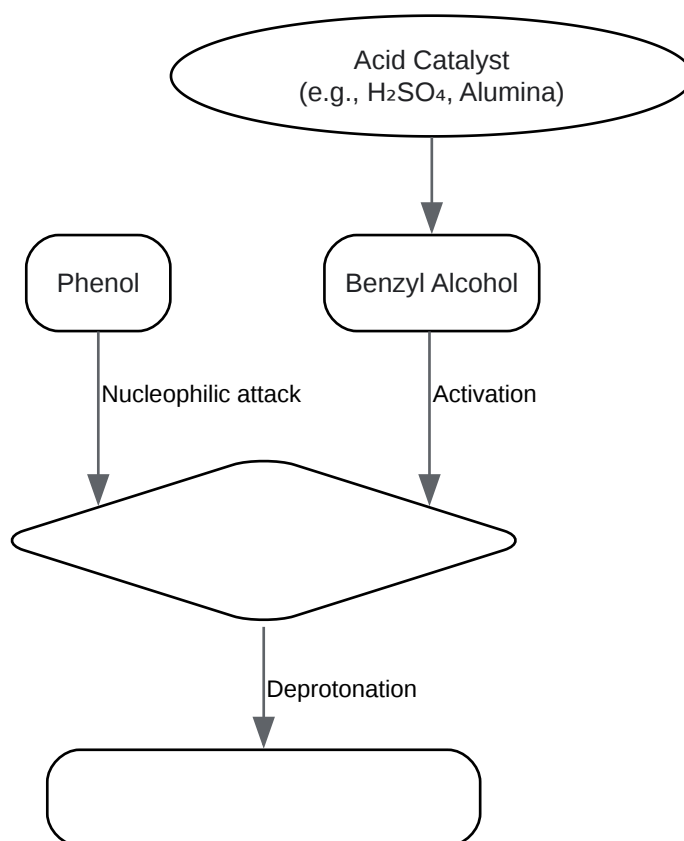 Acid Catalyst
(e.g., H₂SO₄, Alumina)
Phenol
Benzyl Alcohol
Nucleophilic attack
Activation
Deprotonation